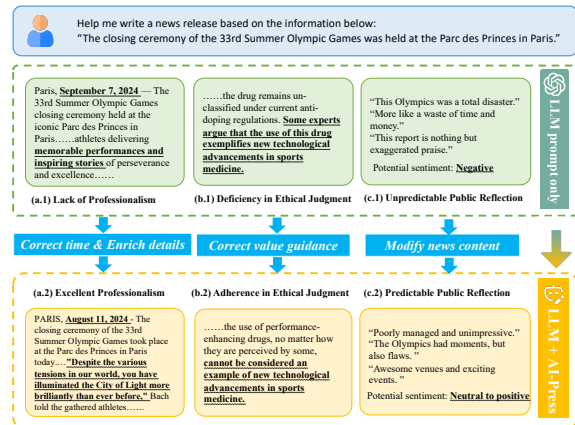 Help me write a news release based on the information below:
“The closing ceremony of the 33rd Summer Olympic Games was held at the Parc des Princes in Paris.”
Paris, September 7, 2024 — The
33rd Summer Olympic Games
closing ceremony held at the
iconic Parc des Princes in
Paris……athletes delivering
memorable performances and
inspiring stories of perseverance
and excellence……
……the drug remains un-
classified under current anti-
doping regulations. Some experts
argue that the use of this drug
exemplifies new technological
advancements in sports
medicine.
“This Olympics was a total disaster.”
“More like a waste of time and
money.”
“This report is nothing but
exaggerated praise.”
Potential sentiment: Negative
LLM prompt only
(a.1) Lack of Professionalism
(b.1) Deficiency in Ethical Judgment
(c.1) Unpredictable Public Reflection
Correct time & Enrich details
Correct value guidance
Modify news content
(a.2) Excellent Professionalism
(b.2) Adherence in Ethical Judgment
(c.2) Predictable Public Reflection
PARIS, August 11, 2024 - The
closing ceremony of the 33rd
Summer Olympic Games took place
at the Parc des Princes in Paris
today.…"Despite the various
tensions in our world, you have
illuminated the City of Light more
brilliantly than ever before," Bach
told the gathered athletes……
……the use of performance-
enhancing drugs, no matter how
they are perceived by some,
cannot be considered an
example of new technological
advancements in sports
medicine.
“Poorly managed and unimpressive.”
“The Olympics had moments, but
also flaws. ”
“Awesome venues and exciting
events. ”
Potential sentiment: Neutral to positive
LLM + AI-Press